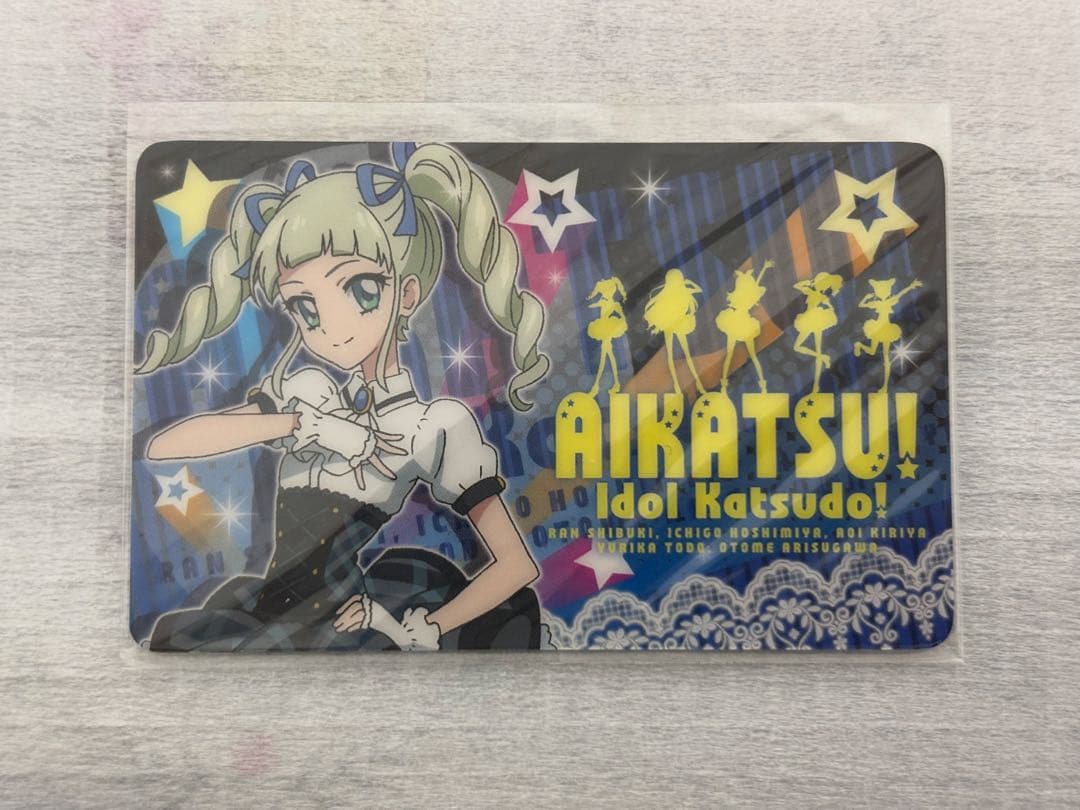 AIKATSU!
Idol Katsudo!
RAN SHIBUKI, ICHIGO HOSHIMIYA, AOI KIRIYA
YURIKA TODO, OTOME ARISUGAWA